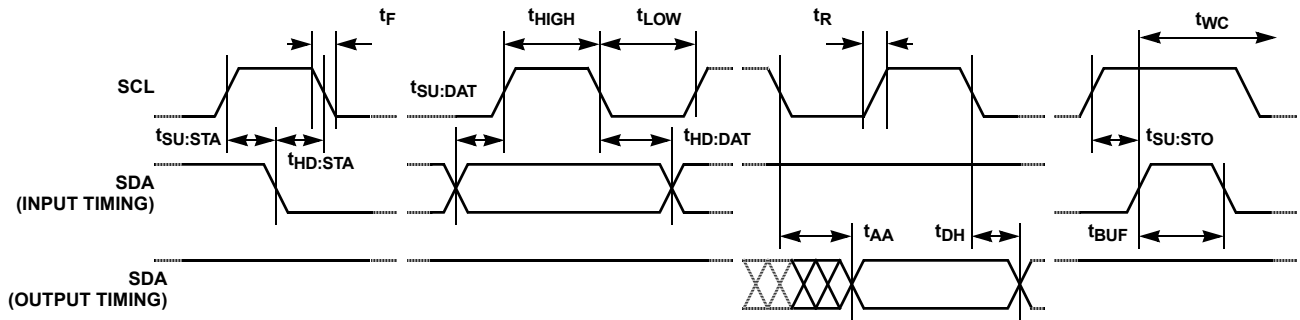 tF
tHIGH
tLOW
tR
tWC
SCL
tSU:DAT
tSU:STA
tHD:STA
tHD:DAT
tSU:STO
SDA
(INPUT TIMING)
tAA
tDH
tBUF
SDA
(OUTPUT TIMING)